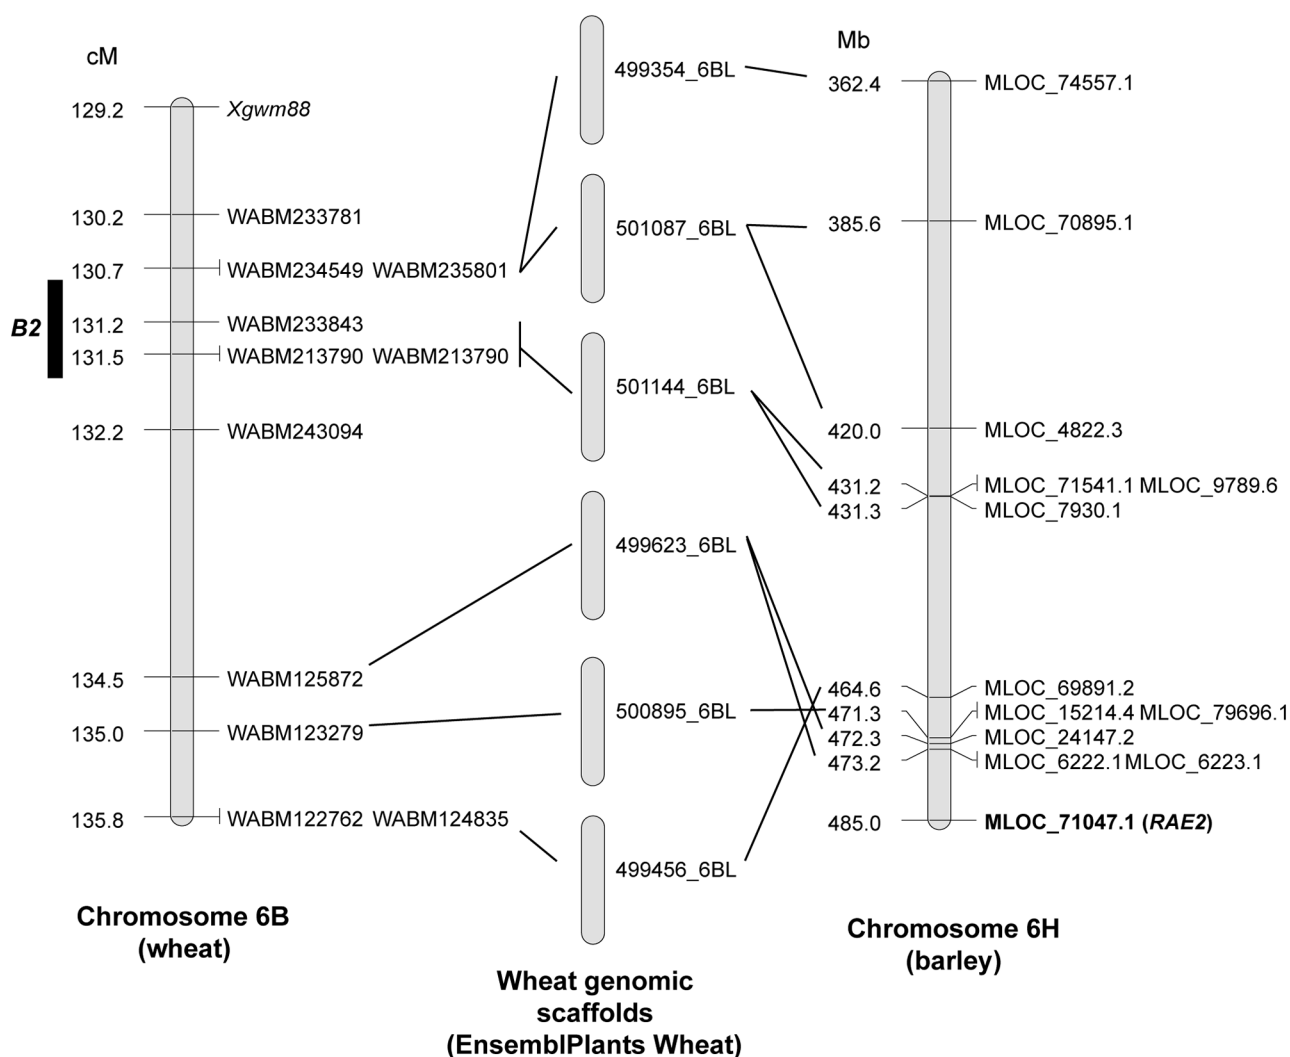 cM
129.2 Xgwm88
130.2 WABM233781
130.7 WABM234549 WABM235801
B2
131.2 WABM233843
131.5 WABM213790 WABM213790
132.2 WABM243094
134.5 WABM125872
135.0 WABM123279
135.8 WABM122762 WABM124835
Chromosome 6B
(wheat)
499354_6BL
501087_6BL
501144_6BL
499623_6BL
500895_6BL
499456_6BL
Wheat genomic
scaffolds
(EnsemblPlants Wheat)
Mb
362.4 MLOC_74557.1
385.6 MLOC_70895.1
420.0 MLOC_4822.3
431.2 MLOC_71541.1 MLOC_9789.6
431.3 MLOC_7930.1
464.6 MLOC_69891.2
471.3 MLOC_15214.4 MLOC_79696.1
472.3 MLOC_24147.2
473.2 MLOC_6222.1 MLOC_6223.1
485.0 MLOC_71047.1 (RAE2)
Chromosome 6H
(barley)